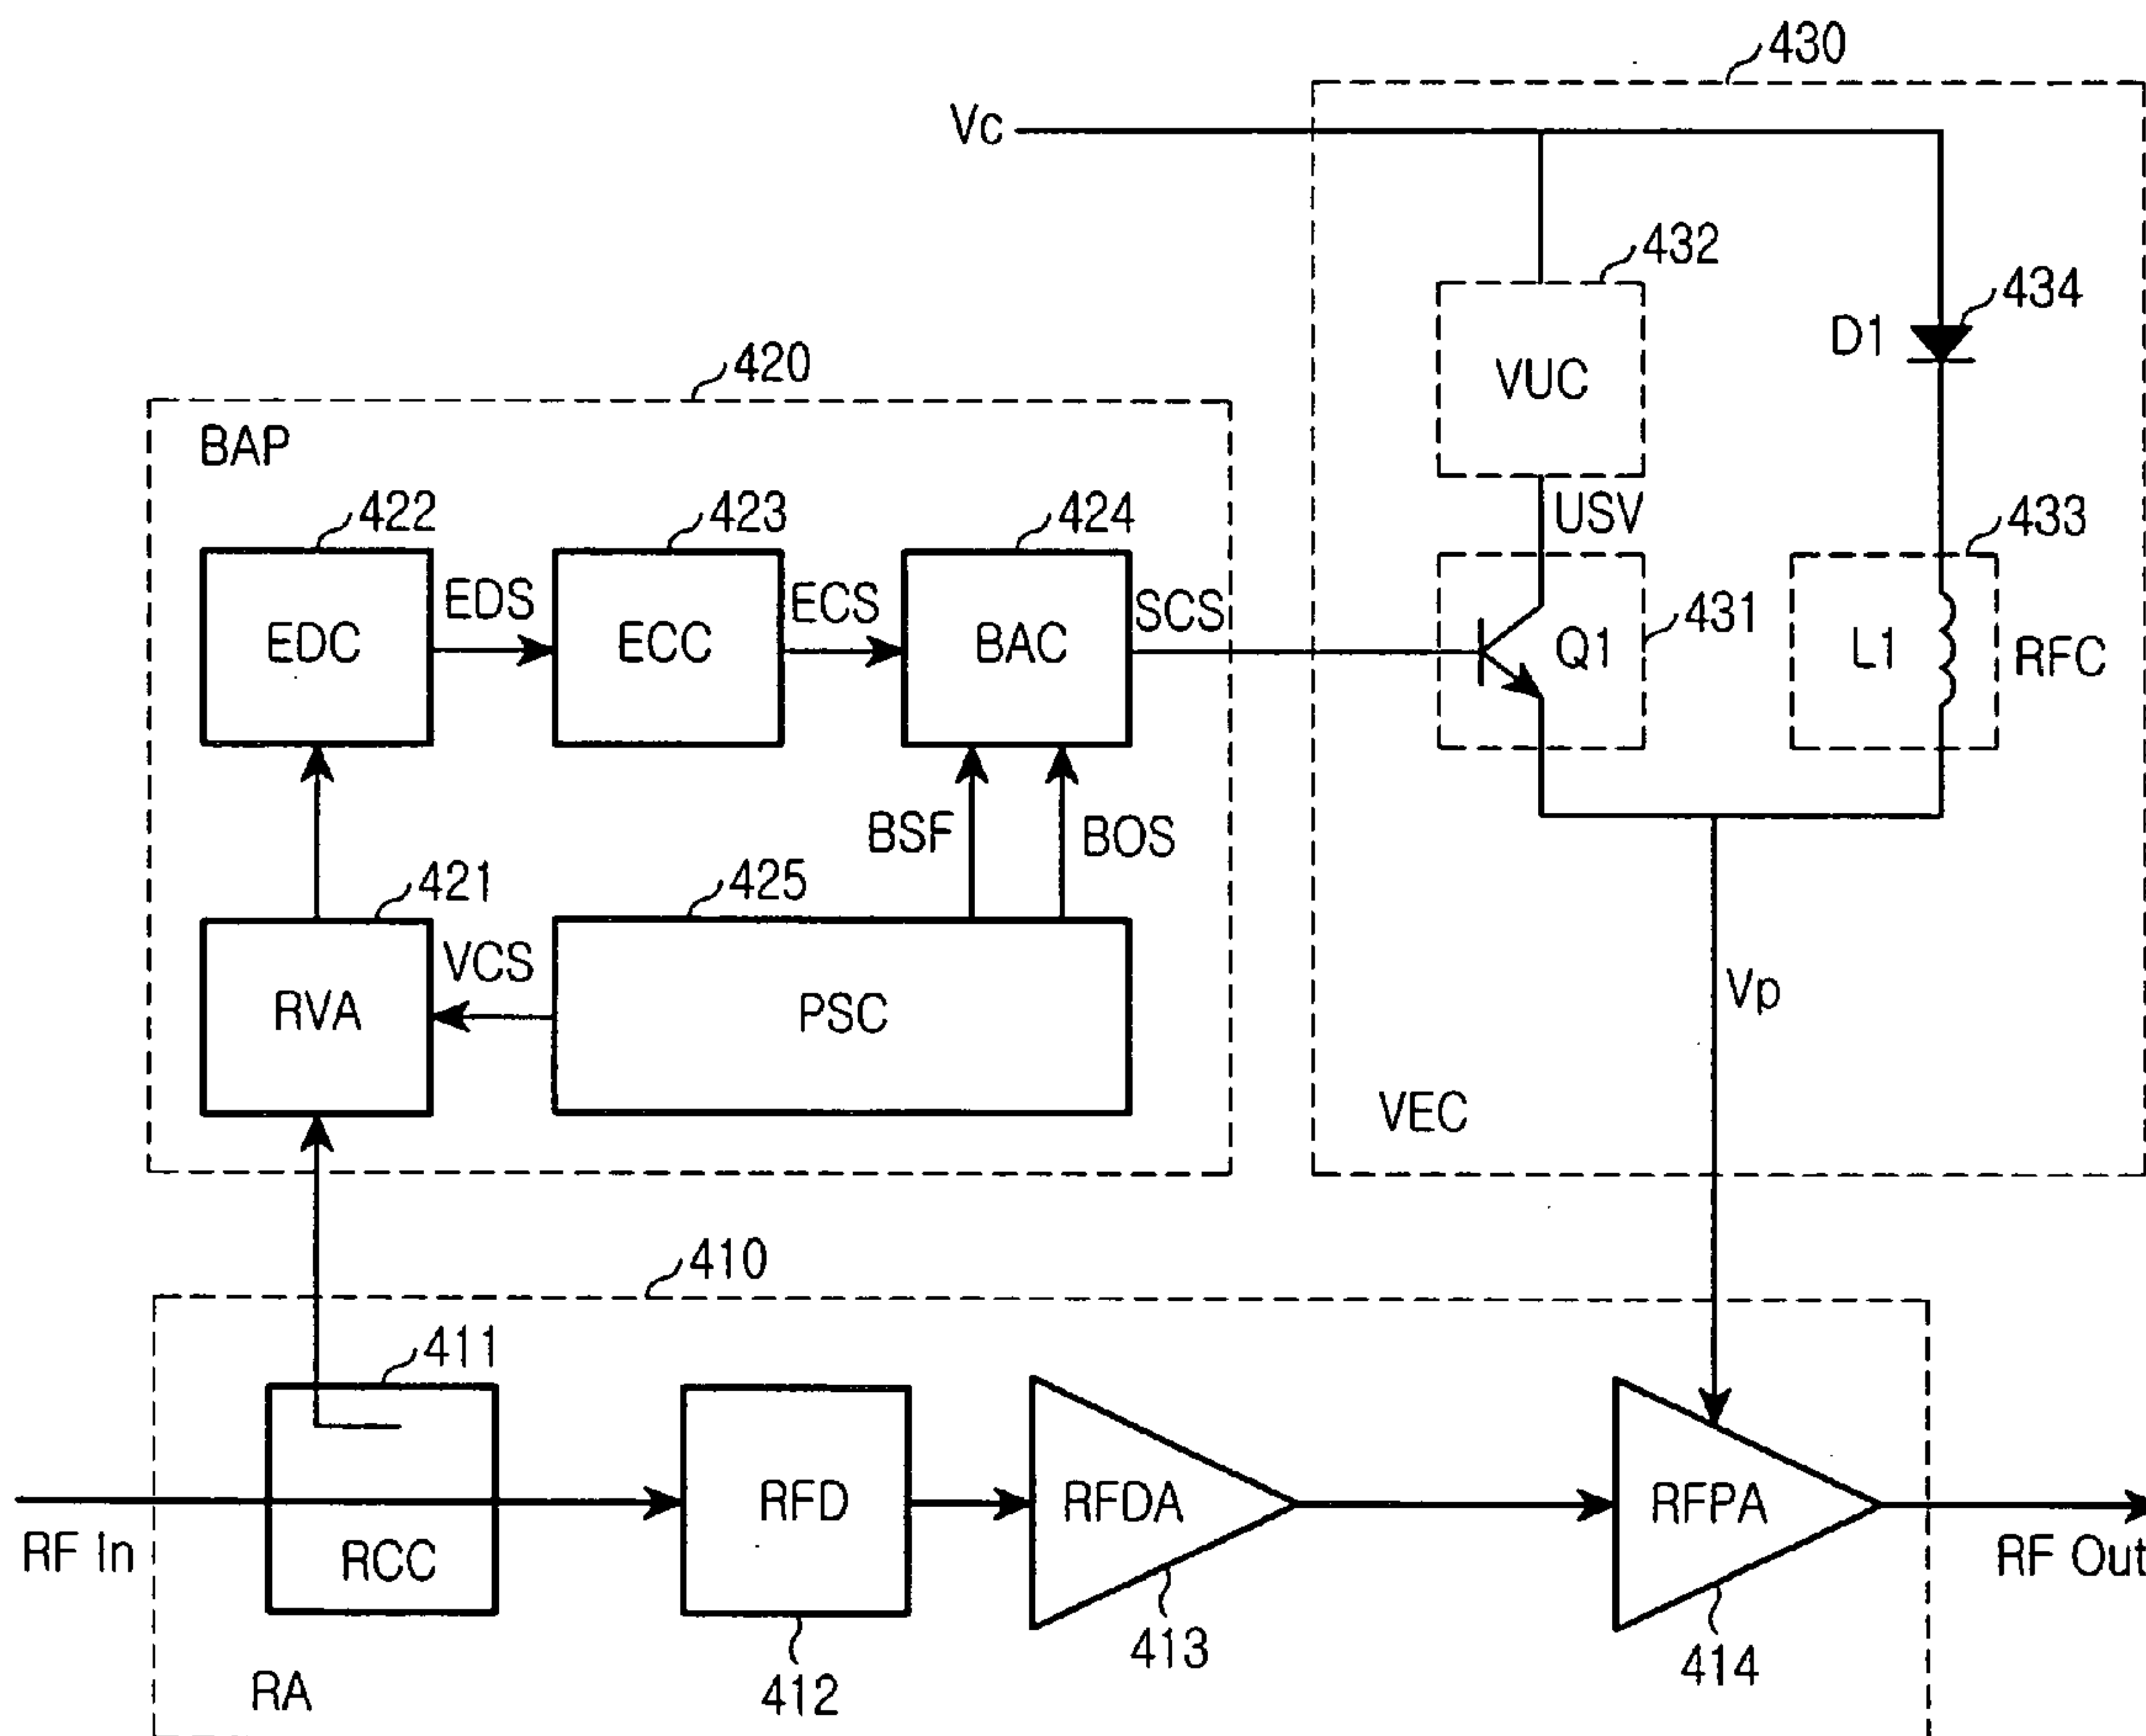 430
Vc
432
434
D1
VUC
420
BAP
USV
433
422
423
424
EDS
ECS
SCS
431
EDC
ECC
BAC
Q1
L1
RFC
BSF
BOS
421
425
VCS
Vp
RVA
PSC
VEC
410
411
RFD
RFDA
RFPA
RF In
RCC
RF Out
413
414
RA
412